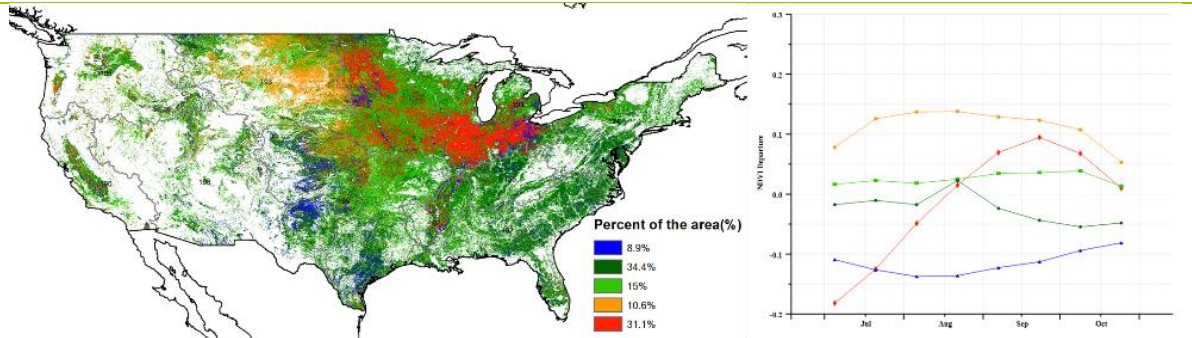 Percent of the area(%)
8.9%
34.4%
15%
10.6%
31.1%
0.3
0.2
0.1
0.0
-0.1
-0.2
NDVI Departure
Jul
Aug
Sep
Oct